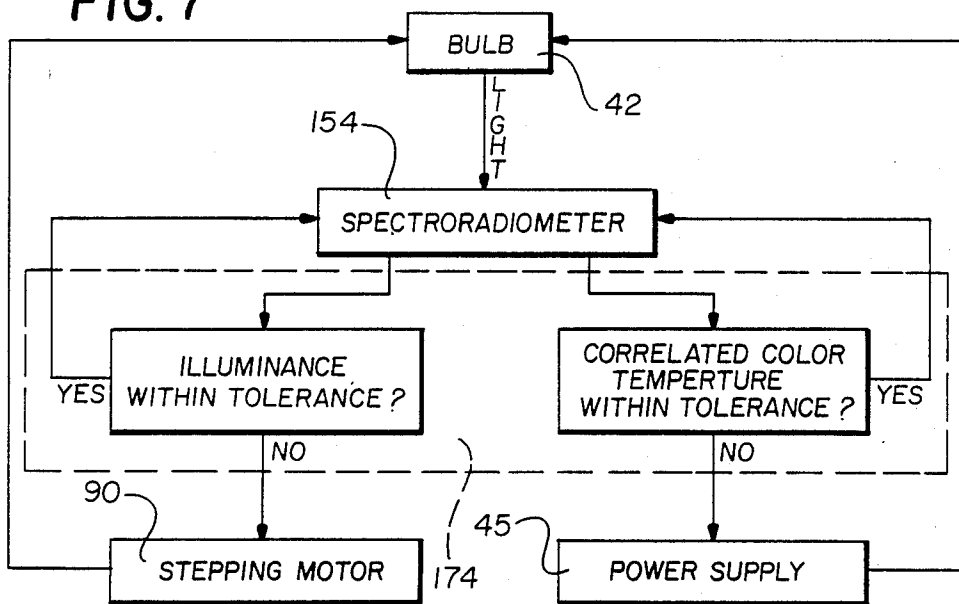 FIG. 7
BULB
42
LIGHT
154
SPECTRORADIOMETER
ILLUMINANCE
WITHIN TOLERANCE?
YES
NO
CORRELATED COLOR
TEMPERTURE
WITHIN TOLERANCE?
YES
NO
90
STEPPING MOTOR
174
45
POWER SUPPLY